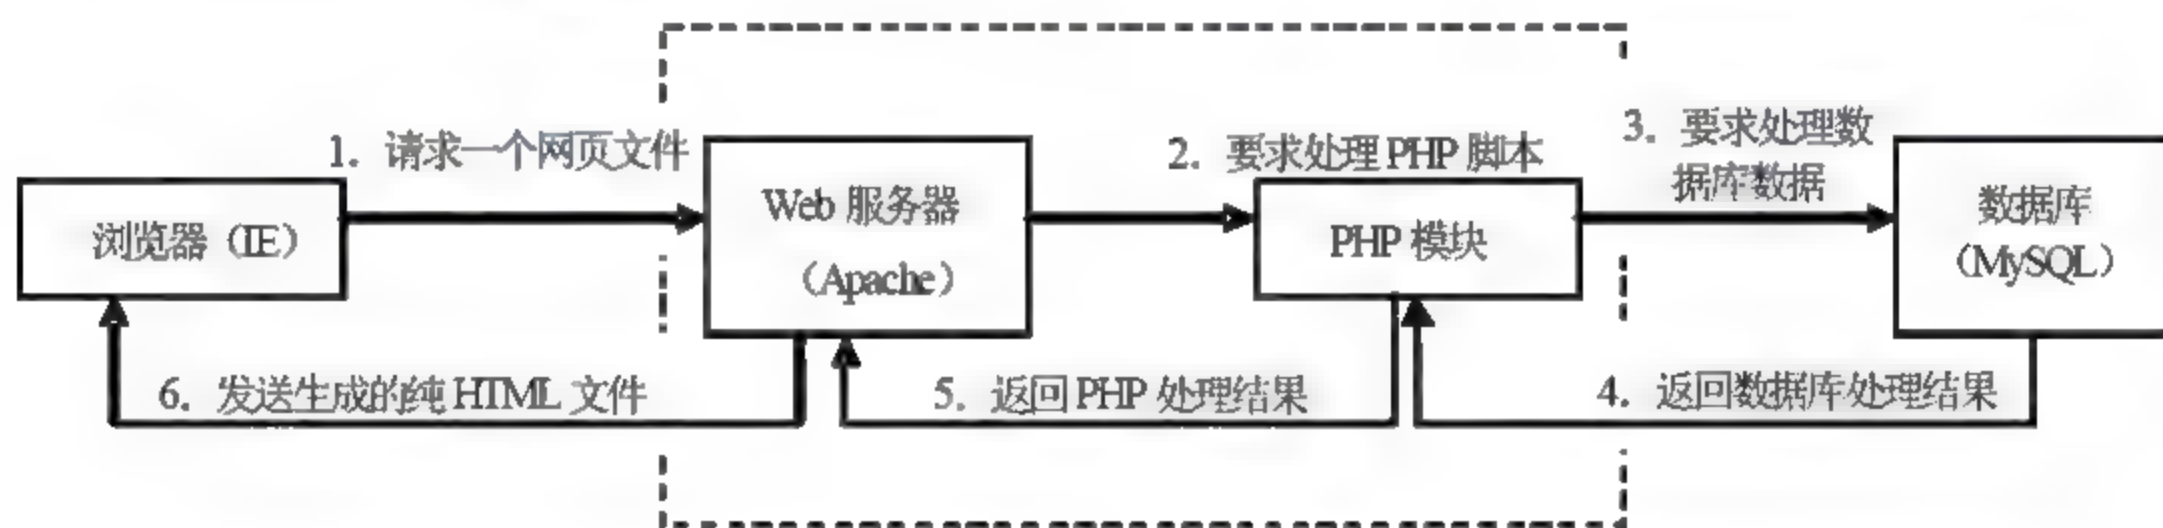 1. 请求一个网页文件
2. 要求处理 PHP 脚本
3. 要求处理数
据库数据
浏览器（IE）
Web 服务器
（Apache）
PHP 模块
数据库
（MySQL）
6. 发送生成的纯 HTML 文件
5. 返回 PHP 处理结果
4. 返回数据库处理结果